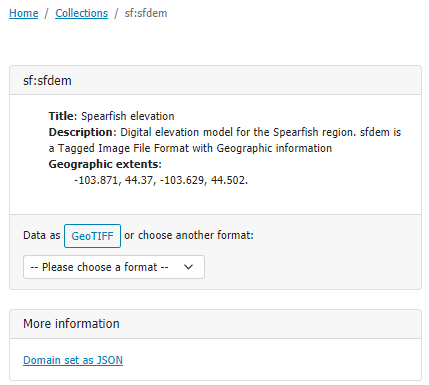 Home / Collections / sf:sfdem
sf:sfdem
Title: Spearfish elevation
Description: Digital elevation model for the Spearfish region. sfdem is
a Tagged Image File Format with Geographic information
Geographic extents:
-103.871, 44.37, -103.629, 44.502.
Data as GeoTIFF or choose another format:
-- Please choose a format --
More information
Domain set as JSON